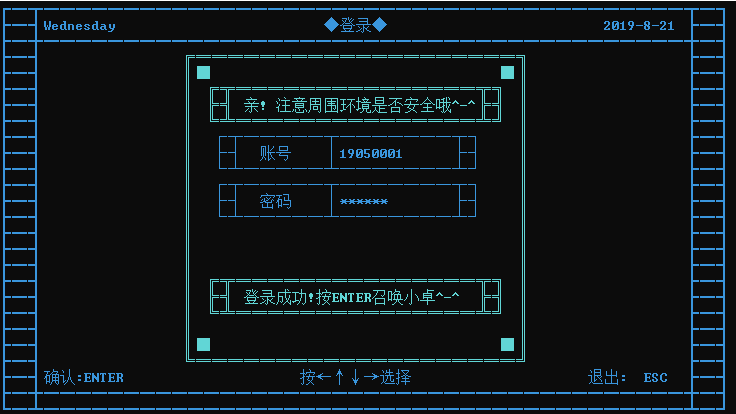 Wednesday ◆登录◆ 2019-8-21
亲! 注意周围环境是否安全哦^-^
账号 19050001
密码 ******
登录成功!按ENTER召唤小卓^-^
确认:ENTER 按←↑↓→选择 退出: ESC